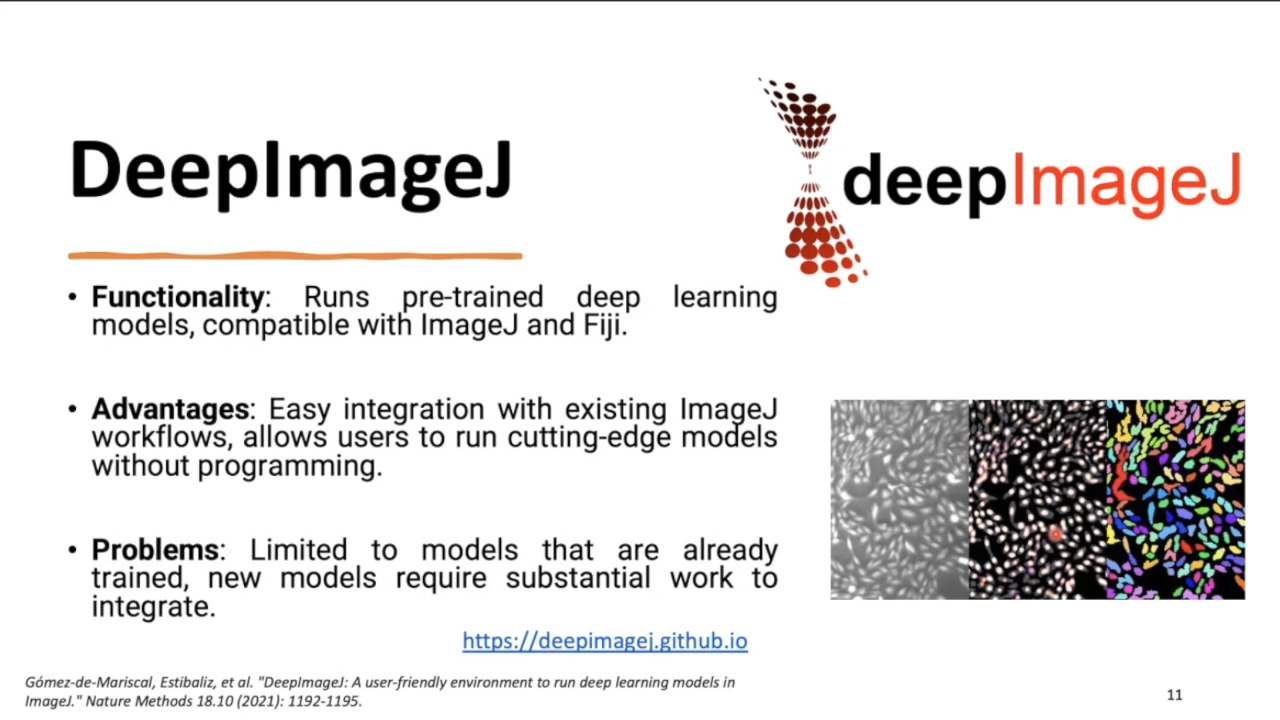 DeepImageJ
deepImageJ
• Functionality: Runs pre-trained deep learning
models, compatible with ImageJ and Fiji.
• Advantages: Easy integration with existing ImageJ
workflows, allows users to run cutting-edge models
without programming.
• Problems: Limited to models that are already
trained, new models require substantial work to
integrate.
https://deepimagej.github.io
Gómez-de-Mariscal, Estibaliz, et al. "DeepImageJ: A user-friendly environment to run deep learning models in
ImageJ." Nature Methods 18.10 (2021): 1192-1195.
11